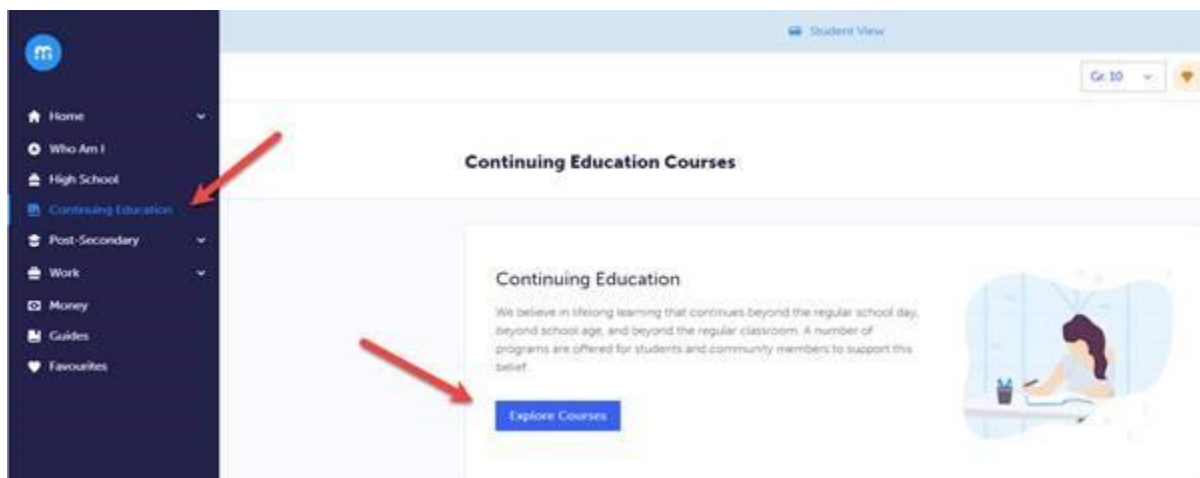 m
Student View
Gr. 10
Home
Who Am I
High School
Continuing Education
Post-Secondary
Work
Money
Guides
Favourites
Continuing Education Courses
Continuing Education
We believe in lifelong learning that continues beyond the regular school day,
beyond school age, and beyond the regular classroom. A number of
programs are offered for students and community members to support this
belief.
Explore Courses